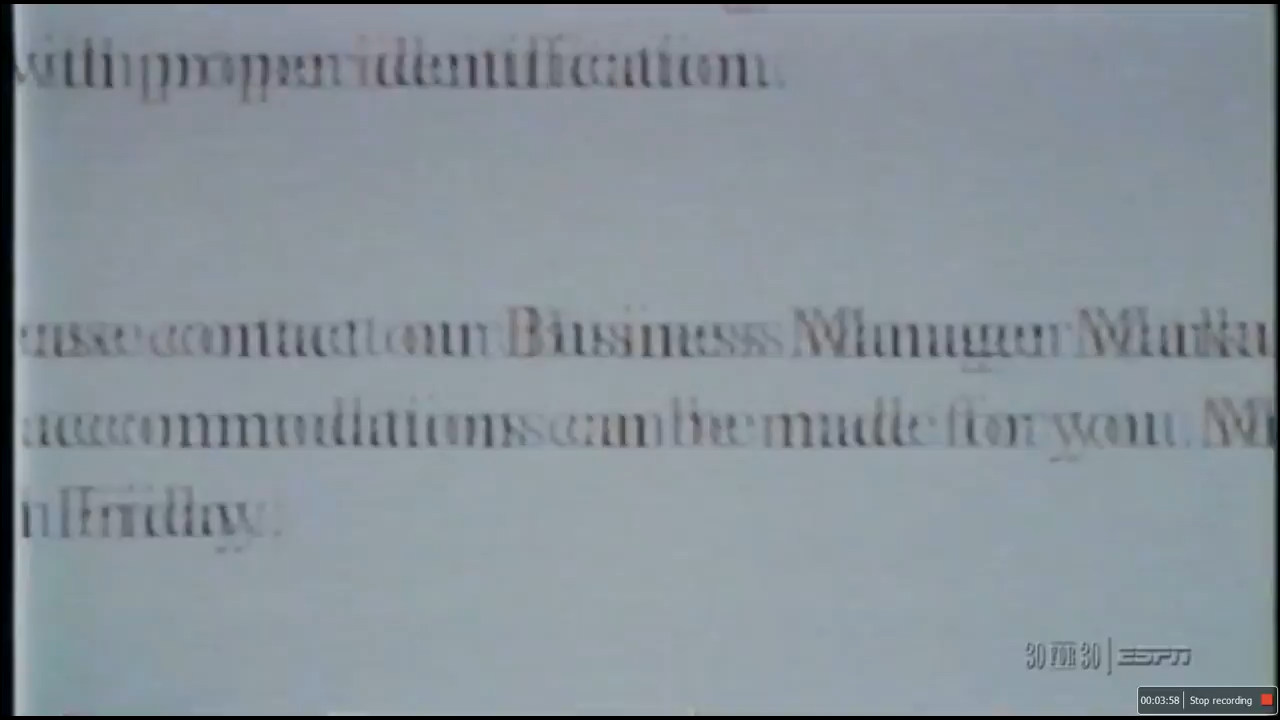 with proper identification.
contact our Business Manager
accommodations can be made for you.
Friday.
30 FOR 30 | ESPN
00:03:58 | Stop recording